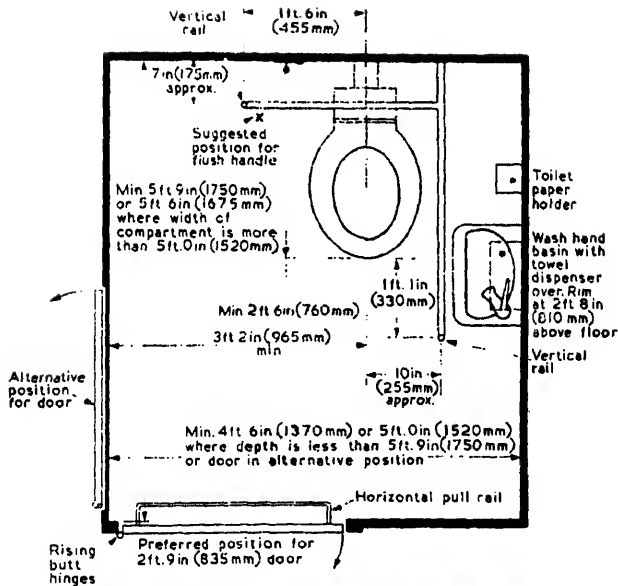 Vertical
rail
1ft. 6in
(455mm)
7in(175mm)
approx.
x
Suggested
position for
flush handle
Min 5ft 9in(1750mm)
or 5ft 6in(1675mm)
where width of
compartment is more
than 5ft.0in(1520mm)
Toilet
paper
holder
Wash hand
basin with
towel
dispenser
over. Rim
at 2ft 8in
(810mm)
above floor
1ft. 1in
(330mm)
Min 2ft 6in(760mm)
3ft 2in(965mm)
min
Vertical
rail
10in
(255mm)
approx.
Alternative
position
for door
Min. 4ft 6in(1370mm) or 5ft.0in(1520mm)
where depth is less than 5ft.9in(1750mm)
or door in alternative position
Horizontal pull rail
Rising
butt
hinges
Preferred position for
2ft.9in(835mm) door